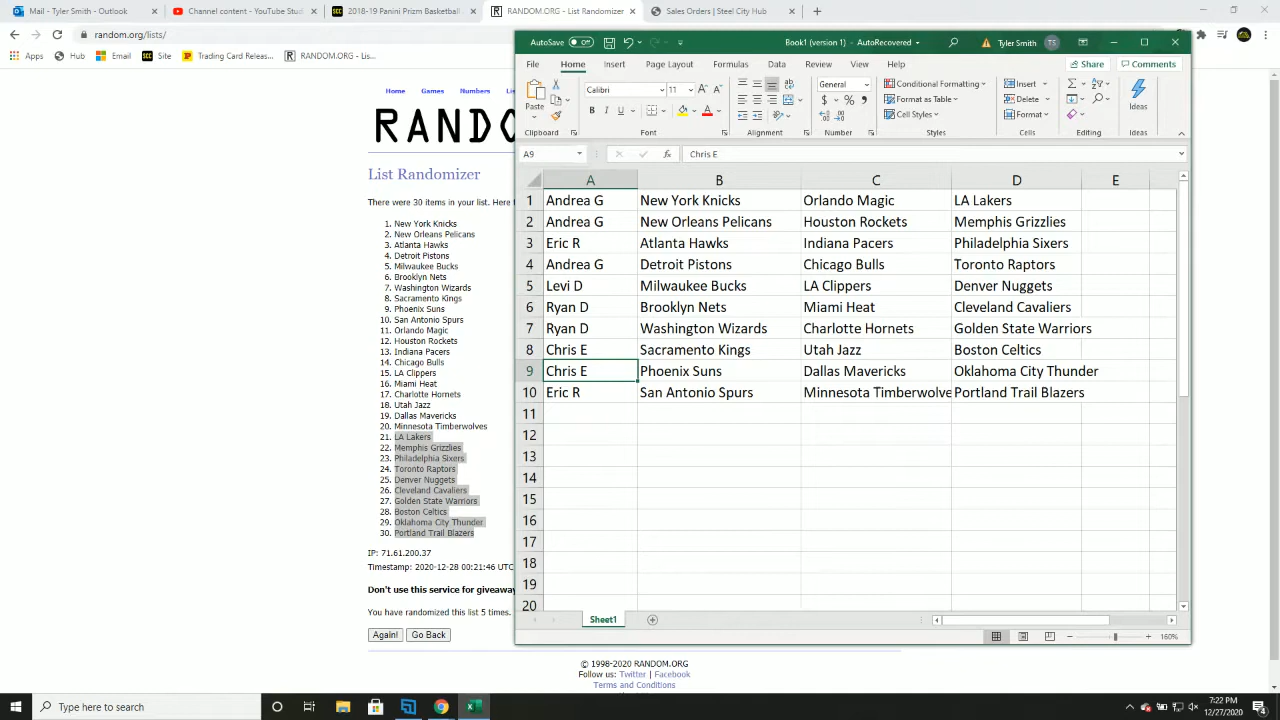 Mail - Tyler Smith - Outlook
Channel content - YouTube Stud
2018-19 Panini Prizm Basketball
RANDOM.ORG - List Randomizer
Sales Orders | Steel City Hub
random.org/lists/
Apps
Hub
Email
Site
Trading Card Releas...
RANDOM.ORG - Lis...
Home
Games
Numbers
Lis
RANDO
List Randomizer
There were 30 items in your list. Here
1. New York Knicks
2. New Orleans Pelicans
3. Atlanta Hawks
4. Detroit Pistons
5. Milwaukee Bucks
6. Brooklyn Nets
7. Washington Wizards
8. Sacramento Kings
9. Phoenix Suns
10. San Antonio Spurs
11. Orlando Magic
12. Houston Rockets
13. Indiana Pacers
14. Chicago Bulls
15. LA Clippers
16. Miami Heat
17. Charlotte Hornets
18. Utah Jazz
19. Dallas Mavericks
20. Minnesota Timberwolves
21. LA Lakers
22. Memphis Grizzlies
23. Philadelphia Sixers
24. Toronto Raptors
25. Denver Nuggets
26. Cleveland Cavaliers
27. Golden State Warriors
28. Boston Celtics
29. Oklahoma City Thunder
30. Portland Trail Blazers
IP: 71.61.200.37
Timestamp: 2020-12-28 00:21:46 UTC
Don't use this service for giveaway
You have randomized this list 5 times.
Again!
Go Back
© 1998-2020 RANDOM.ORG
Follow us: Twitter | Facebook
Terms and Conditions
AutoSave Off
Book1 (version 1) - AutoRecovered
Tyler Smith TS
File
Home
Insert
Page Layout
Formulas
Data
Review
View
Help
Share
Comments
Paste
Calibri
11
General
Conditional Formatting
Format as Table
Cell Styles
Insert
Delete
Format
Ideas
Clipboard
Font
Alignment
Number
Styles
Cells
Editing
Ideas
A9
fx
Chris E
A B C D E
1 Andrea G New York Knicks Orlando Magic LA Lakers
2 Andrea G New Orleans Pelicans Houston Rockets Memphis Grizzlies
3 Eric R Atlanta Hawks Indiana Pacers Philadelphia Sixers
4 Andrea G Detroit Pistons Chicago Bulls Toronto Raptors
5 Levi D Milwaukee Bucks LA Clippers Denver Nuggets
6 Ryan D Brooklyn Nets Miami Heat Cleveland Cavaliers
7 Ryan D Washington Wizards Charlotte Hornets Golden State Warriors
8 Chris E Sacramento Kings Utah Jazz Boston Celtics
9 Chris E Phoenix Suns Dallas Mavericks Oklahoma City Thunder
10 Eric R San Antonio Spurs Minnesota Timberwolve Portland Trail Blazers
11
12
13
14
15
16
17
18
19
20
Sheet1
160%
Type here to search
7:22 PM
12/27/2020
4